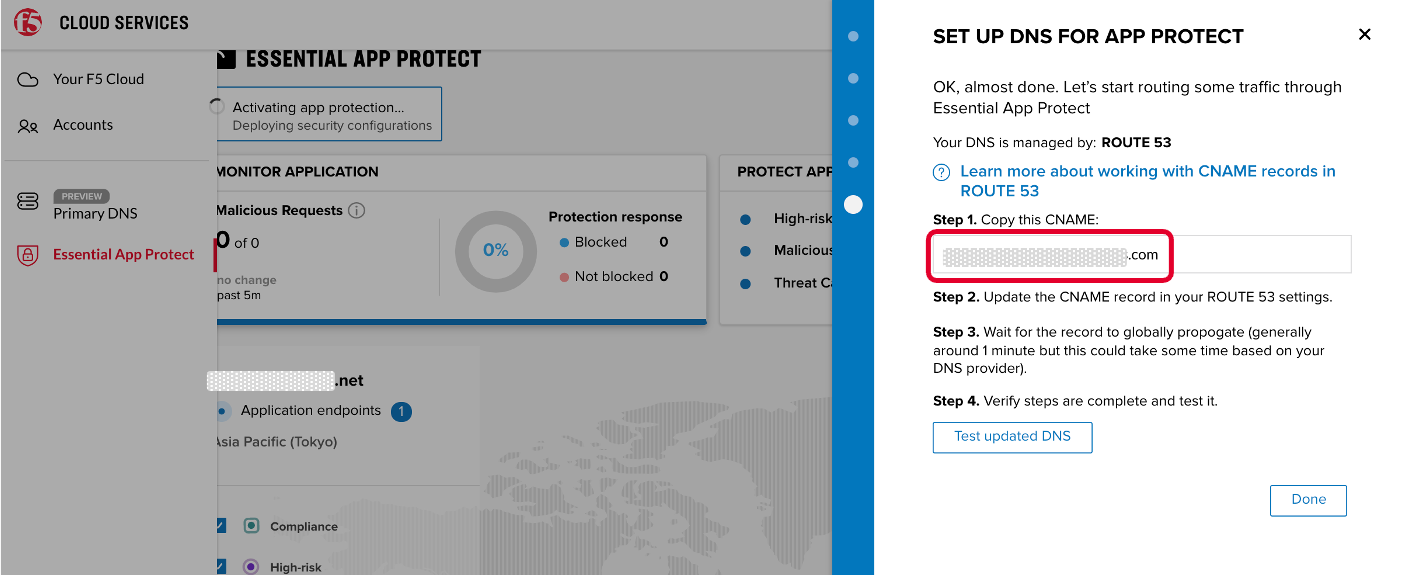 f5 CLOUD SERVICES
Your F5 Cloud
Accounts
PREVIEW
Primary DNS
Essential App Protect
ESSENTIAL APP PROTECT
Activating app protection...
Deploying security configurations
MONITOR APPLICATION
Malicious Requests
0 of 0
no change
past 5m
0%
Protection response
Blocked 0
Not blocked 0
PROTECT APP
High-risk
Malicious
Threat Ca
.net
Application endpoints 1
Asia Pacific (Tokyo)
Compliance
High-risk
SET UP DNS FOR APP PROTECT
OK, almost done. Let's start routing some traffic through
Essential App Protect
Your DNS is managed by: ROUTE 53
Learn more about working with CNAME records in
ROUTE 53
Step 1. Copy this CNAME:
.com
Step 2. Update the CNAME record in your ROUTE 53 settings.
Step 3. Wait for the record to globally propogate (generally
around 1 minute but this could take some time based on your
DNS provider).
Step 4. Verify steps are complete and test it.
Test updated DNS
Done